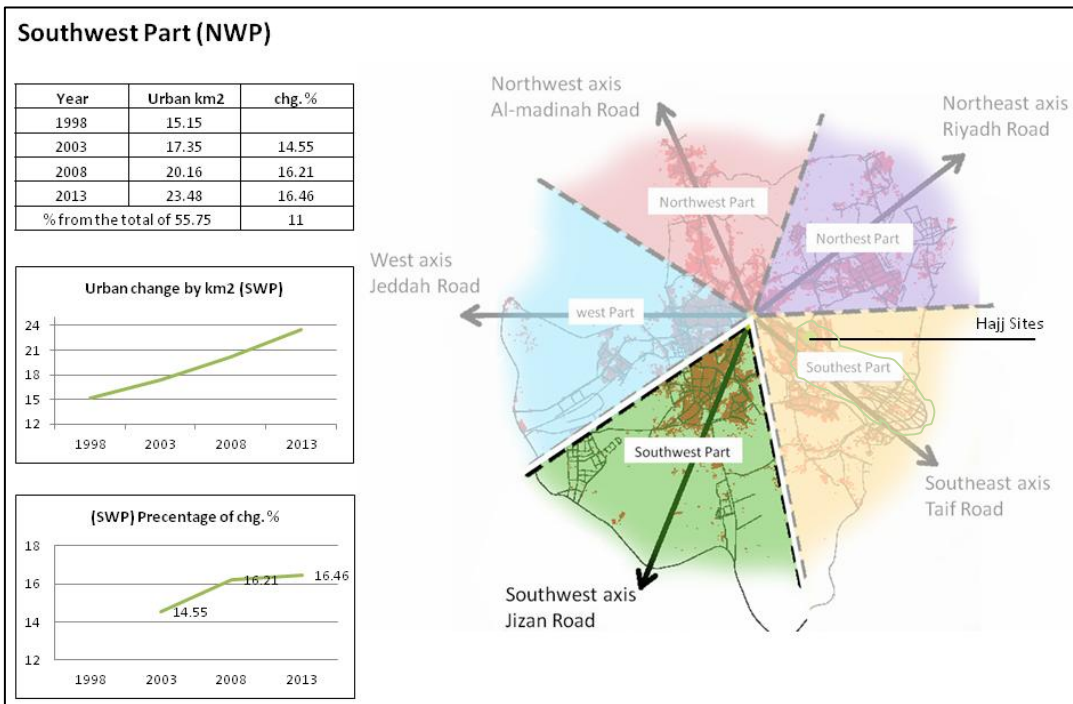 Southwest Part (NWP)
Year Urban km2 chg.%
1998 15.15
2003 17.35 14.55
2008 20.16 16.21
2013 23.48 16.46
% from the total of 55.75 11
Urban change by km2 (SWP)
24
21
18
15
12
1998 2003 2008 2013
(SWP) Precentage of chg.%
18
16
14
12
14.55
16.21
16.46
1998 2003 2008 2013
Northwest axis
Al-madinah Road
Northeast axis
Riyadh Road
Northwest Part
Northest Part
West axis
Jeddah Road
west Part
Hajj Sites
Southest Part
Southwest Part
Southeast axis
Taif Road
Southwest axis
Jizan Road